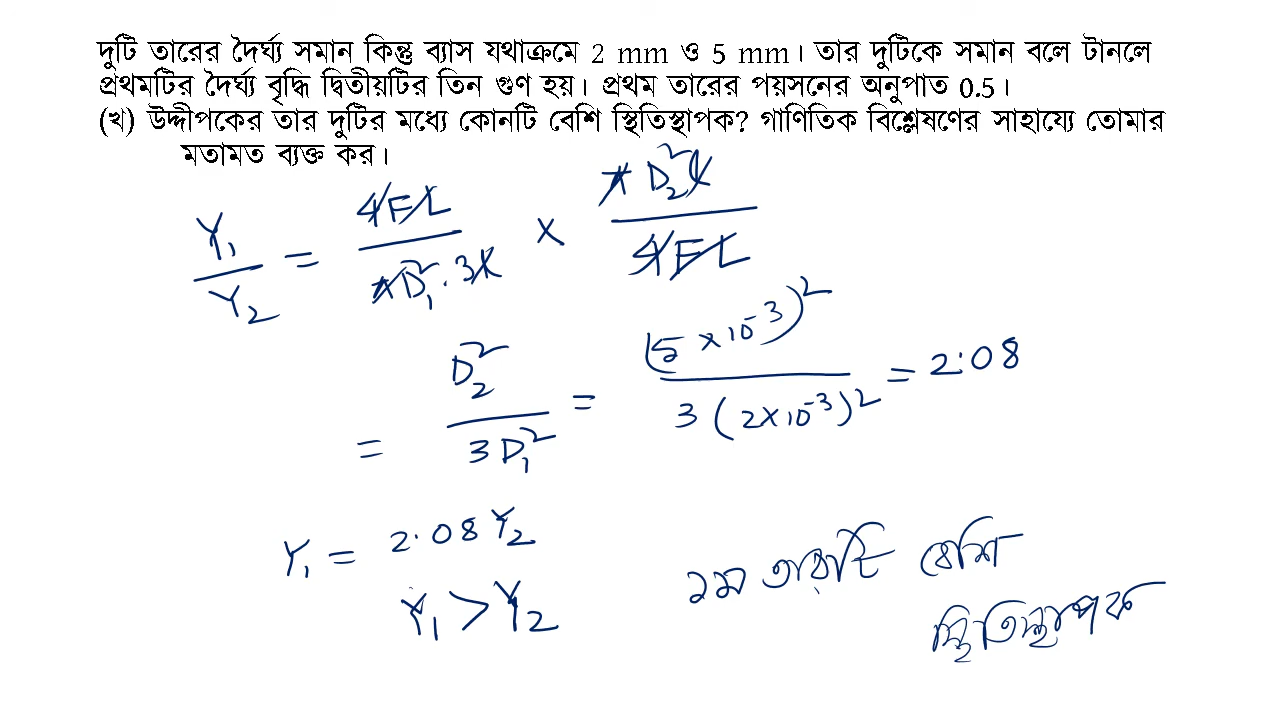 দুটি তারের দৈর্ঘ্য সমান কিন্তু ব্যাস যথাক্রমে 2 mm ও 5 mm। তার দুটিকে সমান বলে টানলে
প্রথমটির দৈর্ঘ্য বৃদ্ধি দ্বিতীয়টির তিন গুণ হয়। প্রথম তারের পয়সনের অনুপাত 0.5।
(খ) উদ্দীপকের তার দুটির মধ্যে কোনটি বেশি স্থিতিস্থাপক? গাণিতিক বিশ্লেষণের সাহায্যে তোমার
মতামত ব্যক্ত কর।
Y₁/Y₂ = 4FL/πD₁²·3l × πD₂²l/4FL
= D₂²/3D₁² = (5×10⁻³)²/3(2×10⁻³)² = 2.08
Y₁ = 2.08 Y₂
Y₁ > Y₂
১ম তারটি বেশি
স্থিতিস্থাপক